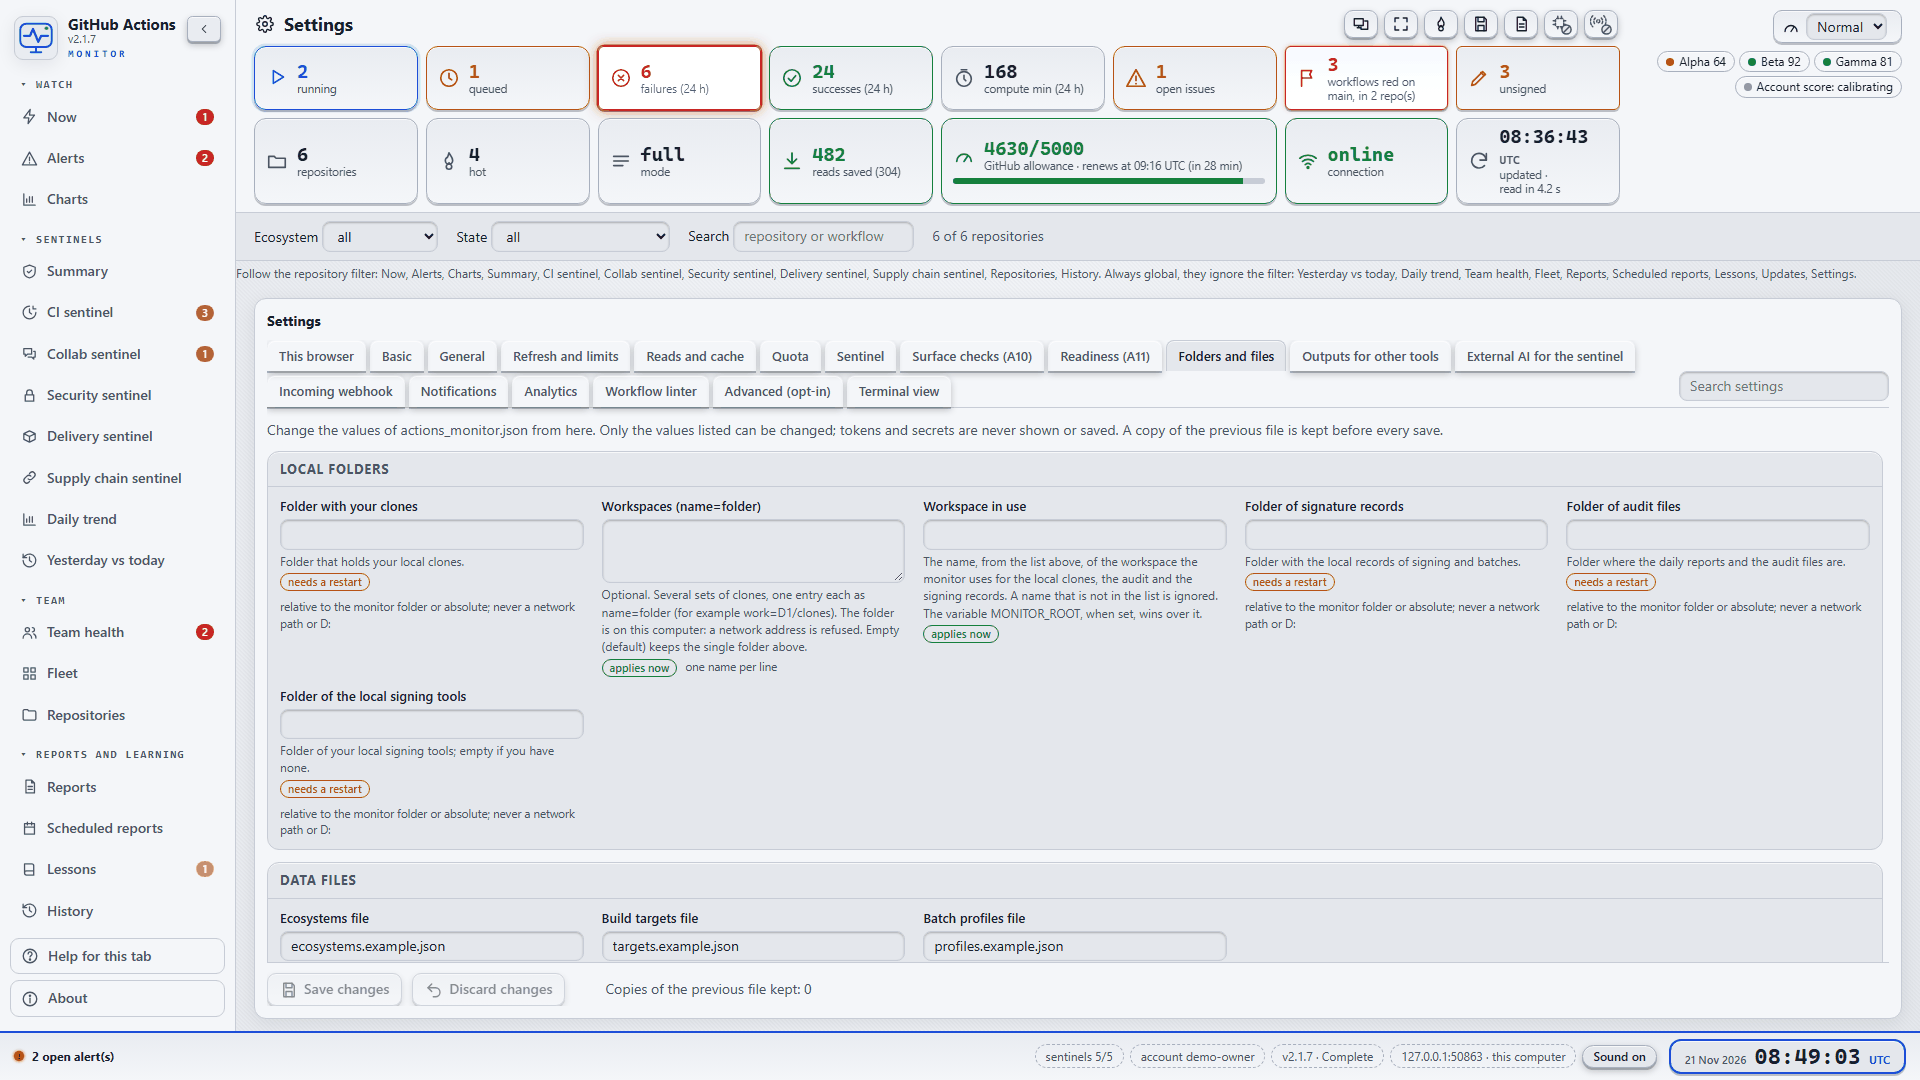 GitHub Actions
v2.1.7
MONITOR
WATCH
Now 1
Alerts 2
Charts
SENTINELS
Summary
CI sentinel 3
Collab sentinel 1
Security sentinel
Delivery sentinel
Supply chain sentinel
Daily trend
Yesterday vs today
TEAM
Team health 2
Fleet
Repositories
REPORTS AND LEARNING
Reports
Scheduled reports
Lessons 1
History
Help for this tab
About
Settings
Normal
2
running
1
queued
6
failures (24 h)
24
successes (24 h)
168
compute min (24 h)
1
open issues
3
workflows red on
main, in 2 repo(s)
3
unsigned
Alpha 64
Beta 92
Gamma 81
Account score: calibrating
6
repositories
4
hot
full
mode
482
reads saved (304)
4630/5000
GitHub allowance · renews at 09:16 UTC (in 28 min)
online
connection
08:36:43
UTC
updated ·
read in 4.2 s
Ecosystem all State all Search repository or workflow 6 of 6 repositories
Follow the repository filter: Now, Alerts, Charts, Summary, CI sentinel, Collab sentinel, Security sentinel, Delivery sentinel, Supply chain sentinel, Repositories, History. Always global, they ignore the filter: Yesterday vs today, Daily trend, Team health, Fleet, Reports, Scheduled reports, Lessons, Updates, Settings.
Settings
This browser Basic General Refresh and limits Reads and cache Quota Sentinel Surface checks (A10) Readiness (A11) Folders and files Outputs for other tools External AI for the sentinel
Incoming webhook Notifications Analytics Workflow linter Advanced (opt-in) Terminal view
Search settings
Change the values of actions_monitor.json from here. Only the values listed can be changed; tokens and secrets are never shown or saved. A copy of the previous file is kept before every save.
LOCAL FOLDERS
Folder with your clones
Folder that holds your local clones.
needs a restart
relative to the monitor folder or absolute; never a network
path or D:
Workspaces (name=folder)
Optional. Several sets of clones, one entry each as
name=folder (for example work=D1/clones). The folder
is on this computer: a network address is refused. Empty
(default) keeps the single folder above.
applies now one name per line
Workspace in use
The name, from the list above, of the workspace the
monitor uses for the local clones, the audit and the
signing records. A name that is not in the list is ignored.
The variable MONITOR_ROOT, when set, wins over it.
applies now
Folder of signature records
Folder with the local records of signing and batches.
needs a restart
relative to the monitor folder or absolute; never a network
path or D:
Folder of audit files
Folder where the daily reports and the audit files are.
needs a restart
relative to the monitor folder or absolute; never a network
path or D:
Folder of the local signing tools
Folder of your local signing tools; empty if you have
none.
needs a restart
relative to the monitor folder or absolute; never a network
path or D:
DATA FILES
Ecosystems file
ecosystems.example.json
Build targets file
targets.example.json
Batch profiles file
profiles.example.json
Save changes Discard changes Copies of the previous file kept: 0
2 open alert(s)
sentinels 5/5
account demo-owner
v2.1.7 · Complete
127.0.0.1:50863 · this computer
Sound on
21 Nov 2026 08:49:03 UTC